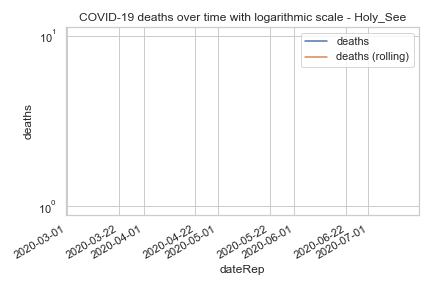 COVID-19 deaths over time with logarithmic scale - Holy_See
10¹
deaths
deaths (rolling)
deaths
10⁰
2020-03-01
2020-03-22
2020-04-01
2020-04-22
2020-05-01
2020-05-22
2020-06-01
2020-06-22
2020-07-01
dateRep